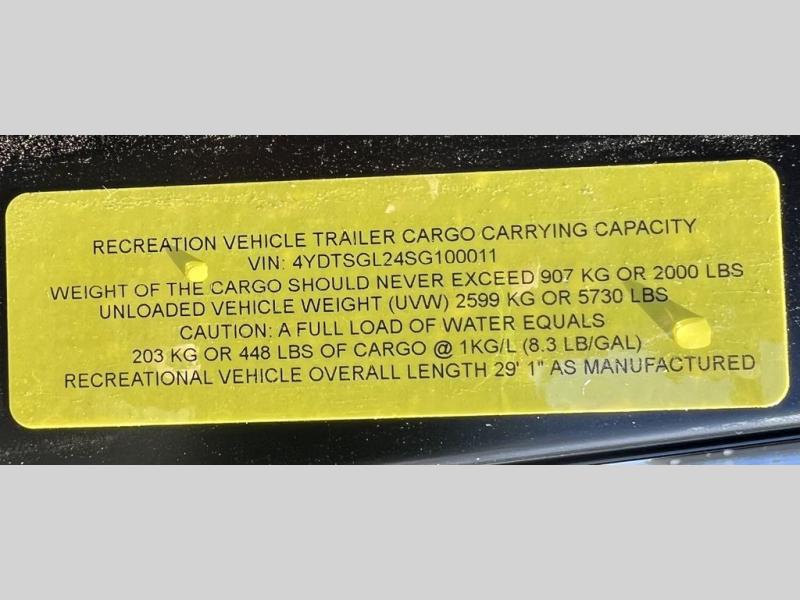 RECREATION VEHICLE TRAILER CARGO CARRYING CAPACITY
VIN: 4YDTSGL24SG100011
WEIGHT OF THE CARGO SHOULD NEVER EXCEED 907 KG OR 2000 LBS
UNLOADED VEHICLE WEIGHT (UVW) 2599 KG OR 5730 LBS
CAUTION: A FULL LOAD OF WATER EQUALS
203 KG OR 448 LBS OF CARGO @ 1KG/L (8.3 LB/GAL)
RECREATIONAL VEHICLE OVERALL LENGTH 29' 1" AS MANUFACTURED